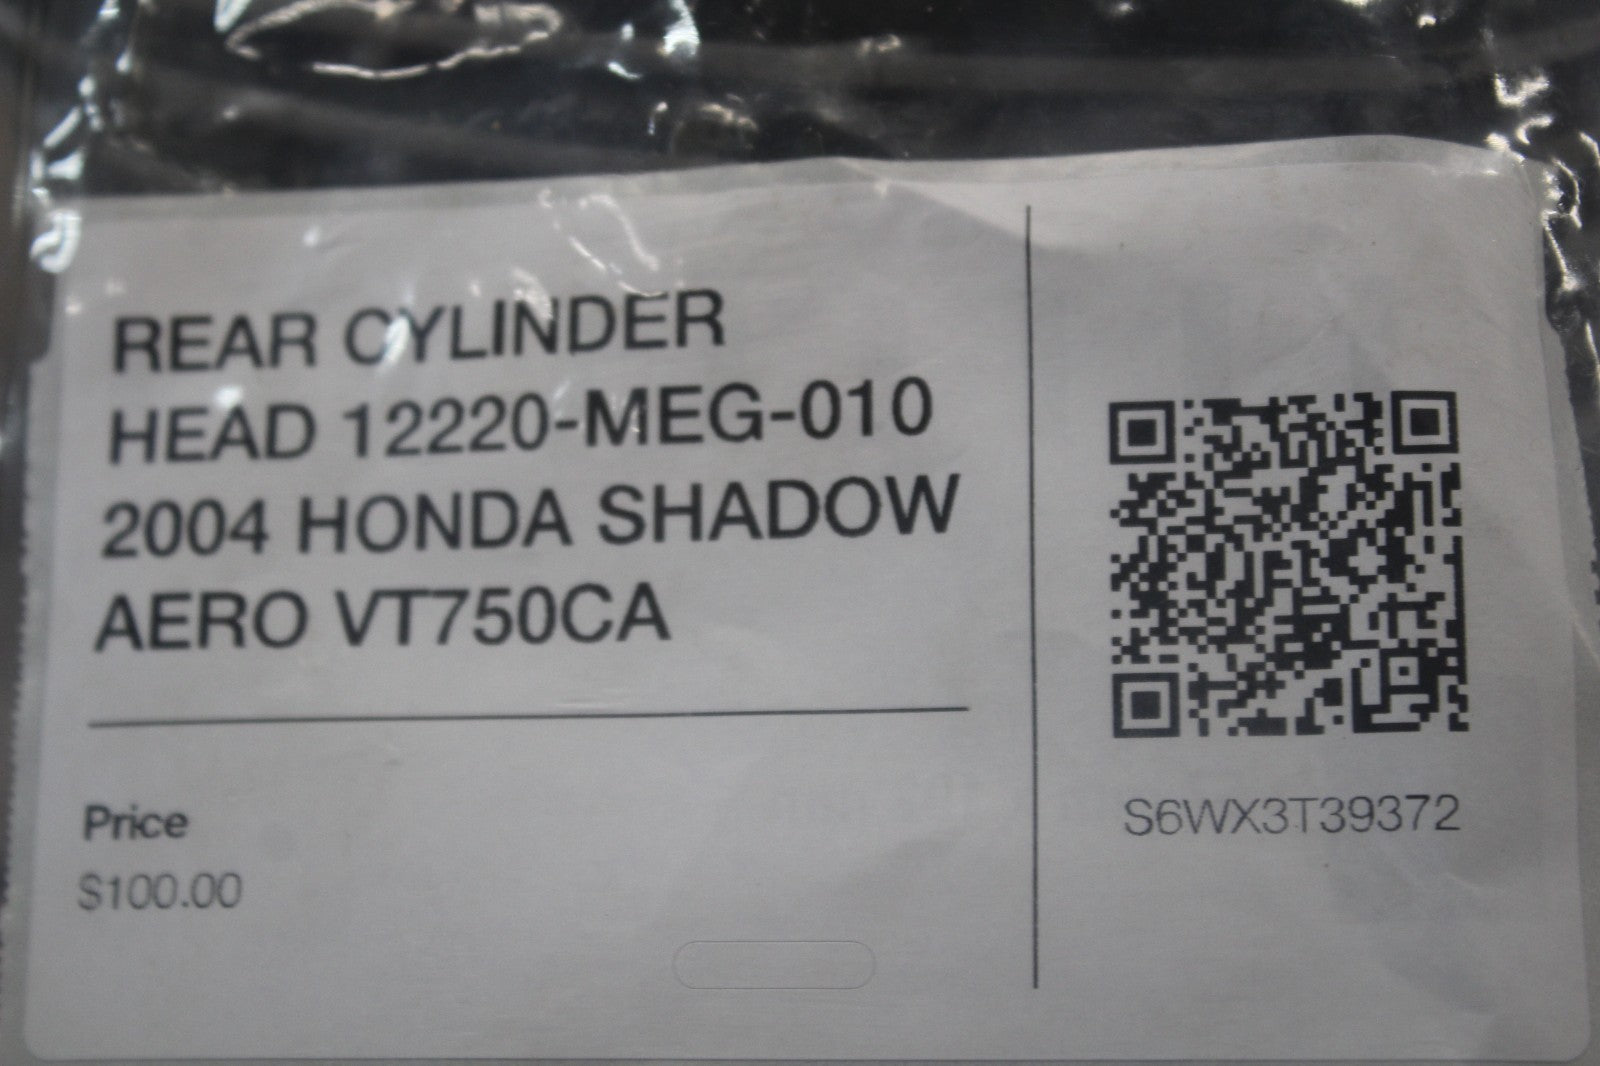 REAR CYLINDER
HEAD 12220-MEG-010
2004 HONDA SHADOW
AERO VT750CA
Price
$100.00
S6WX3T39372